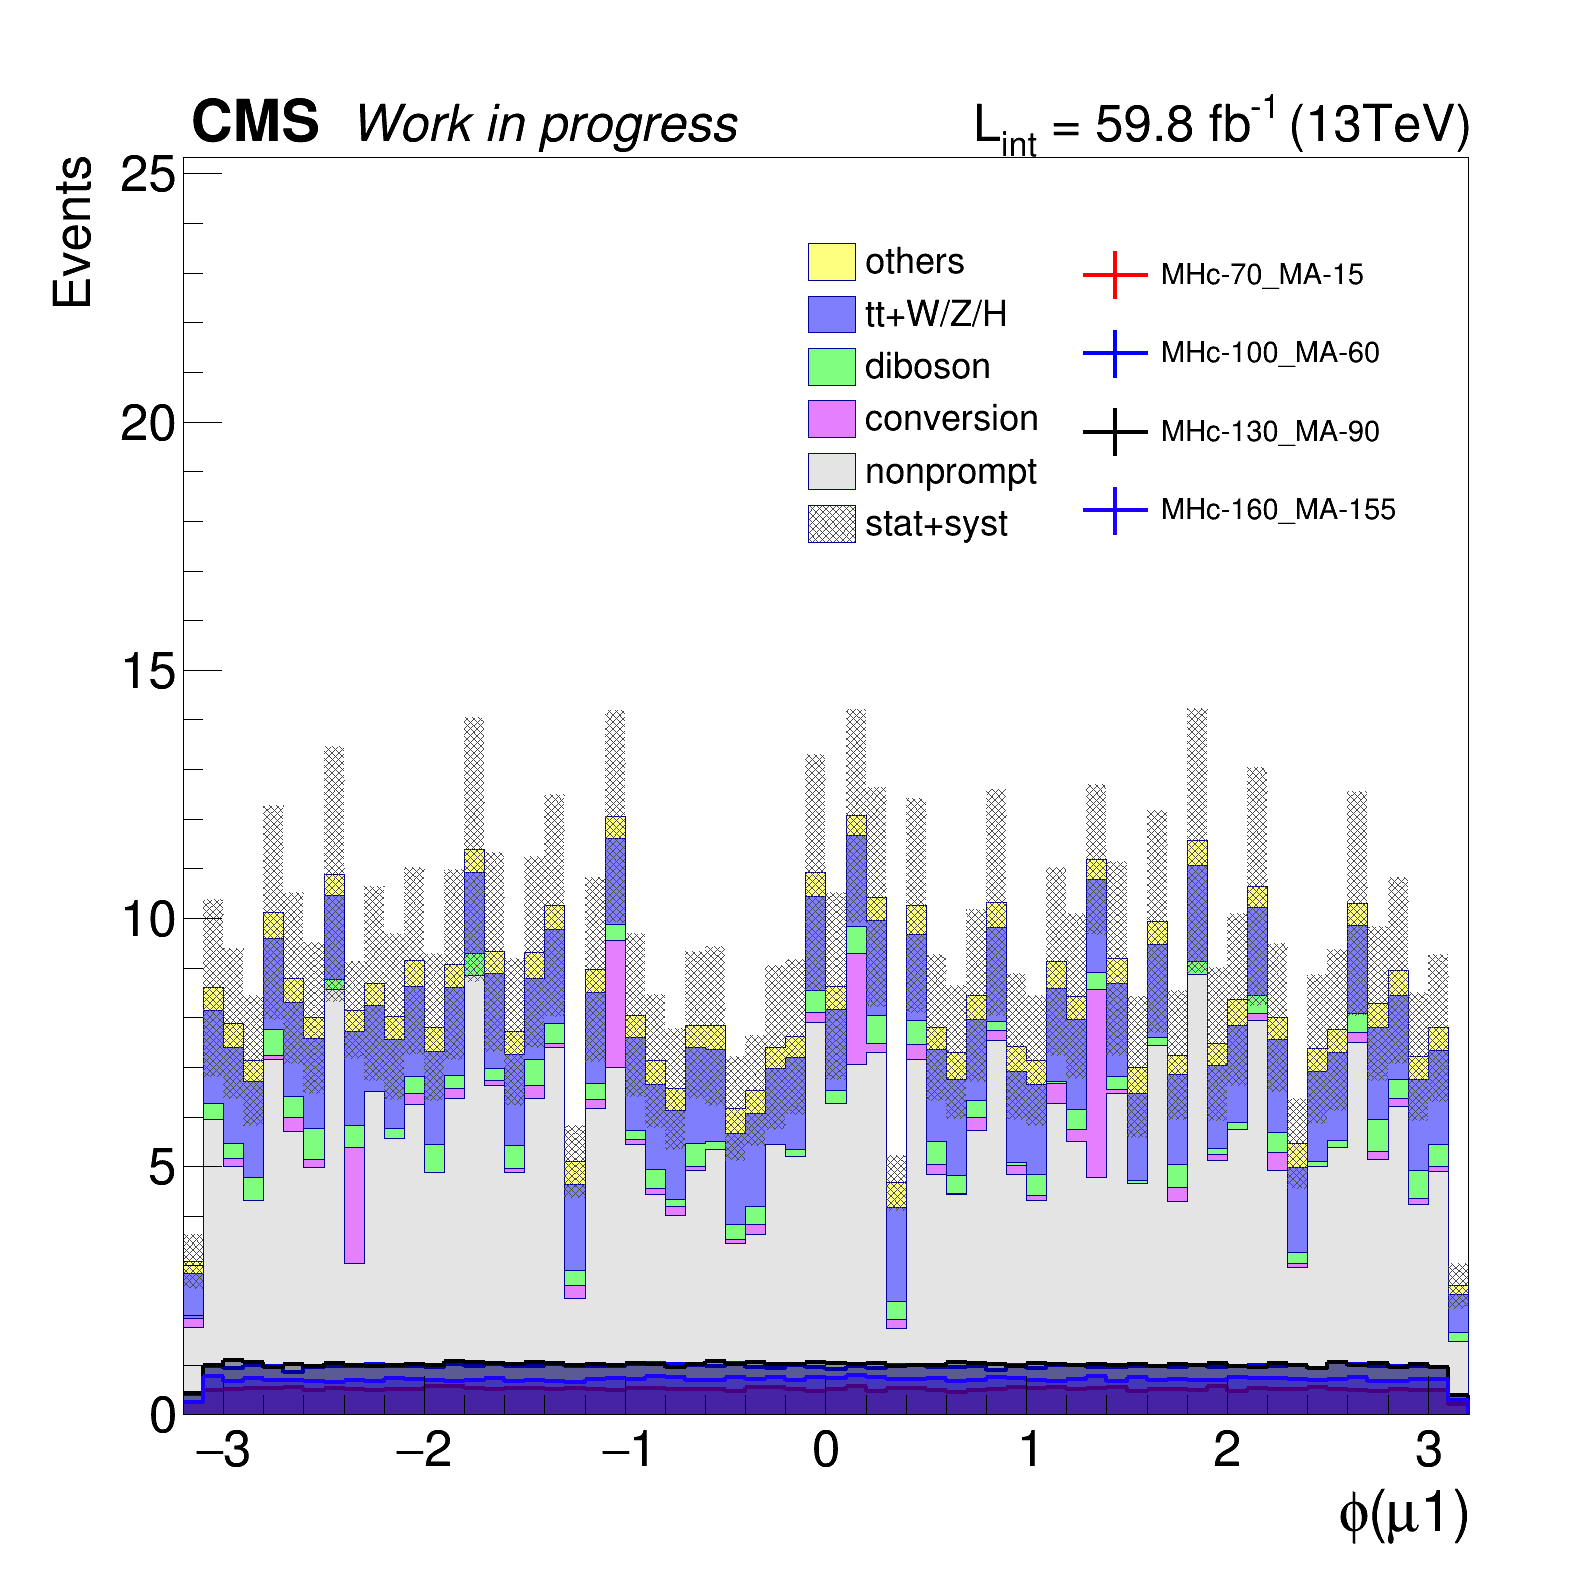 CMS Work in progress
L_int = 59.8 fb^-1 (13TeV)
Events
25
20
15
10
5
0
others
tt+W/Z/H
diboson
conversion
nonprompt
stat+syst
MHc-70_MA-15
MHc-100_MA-60
MHc-130_MA-90
MHc-160_MA-155
−3 −2 −1 0 1 2 3
ϕ(μ1)